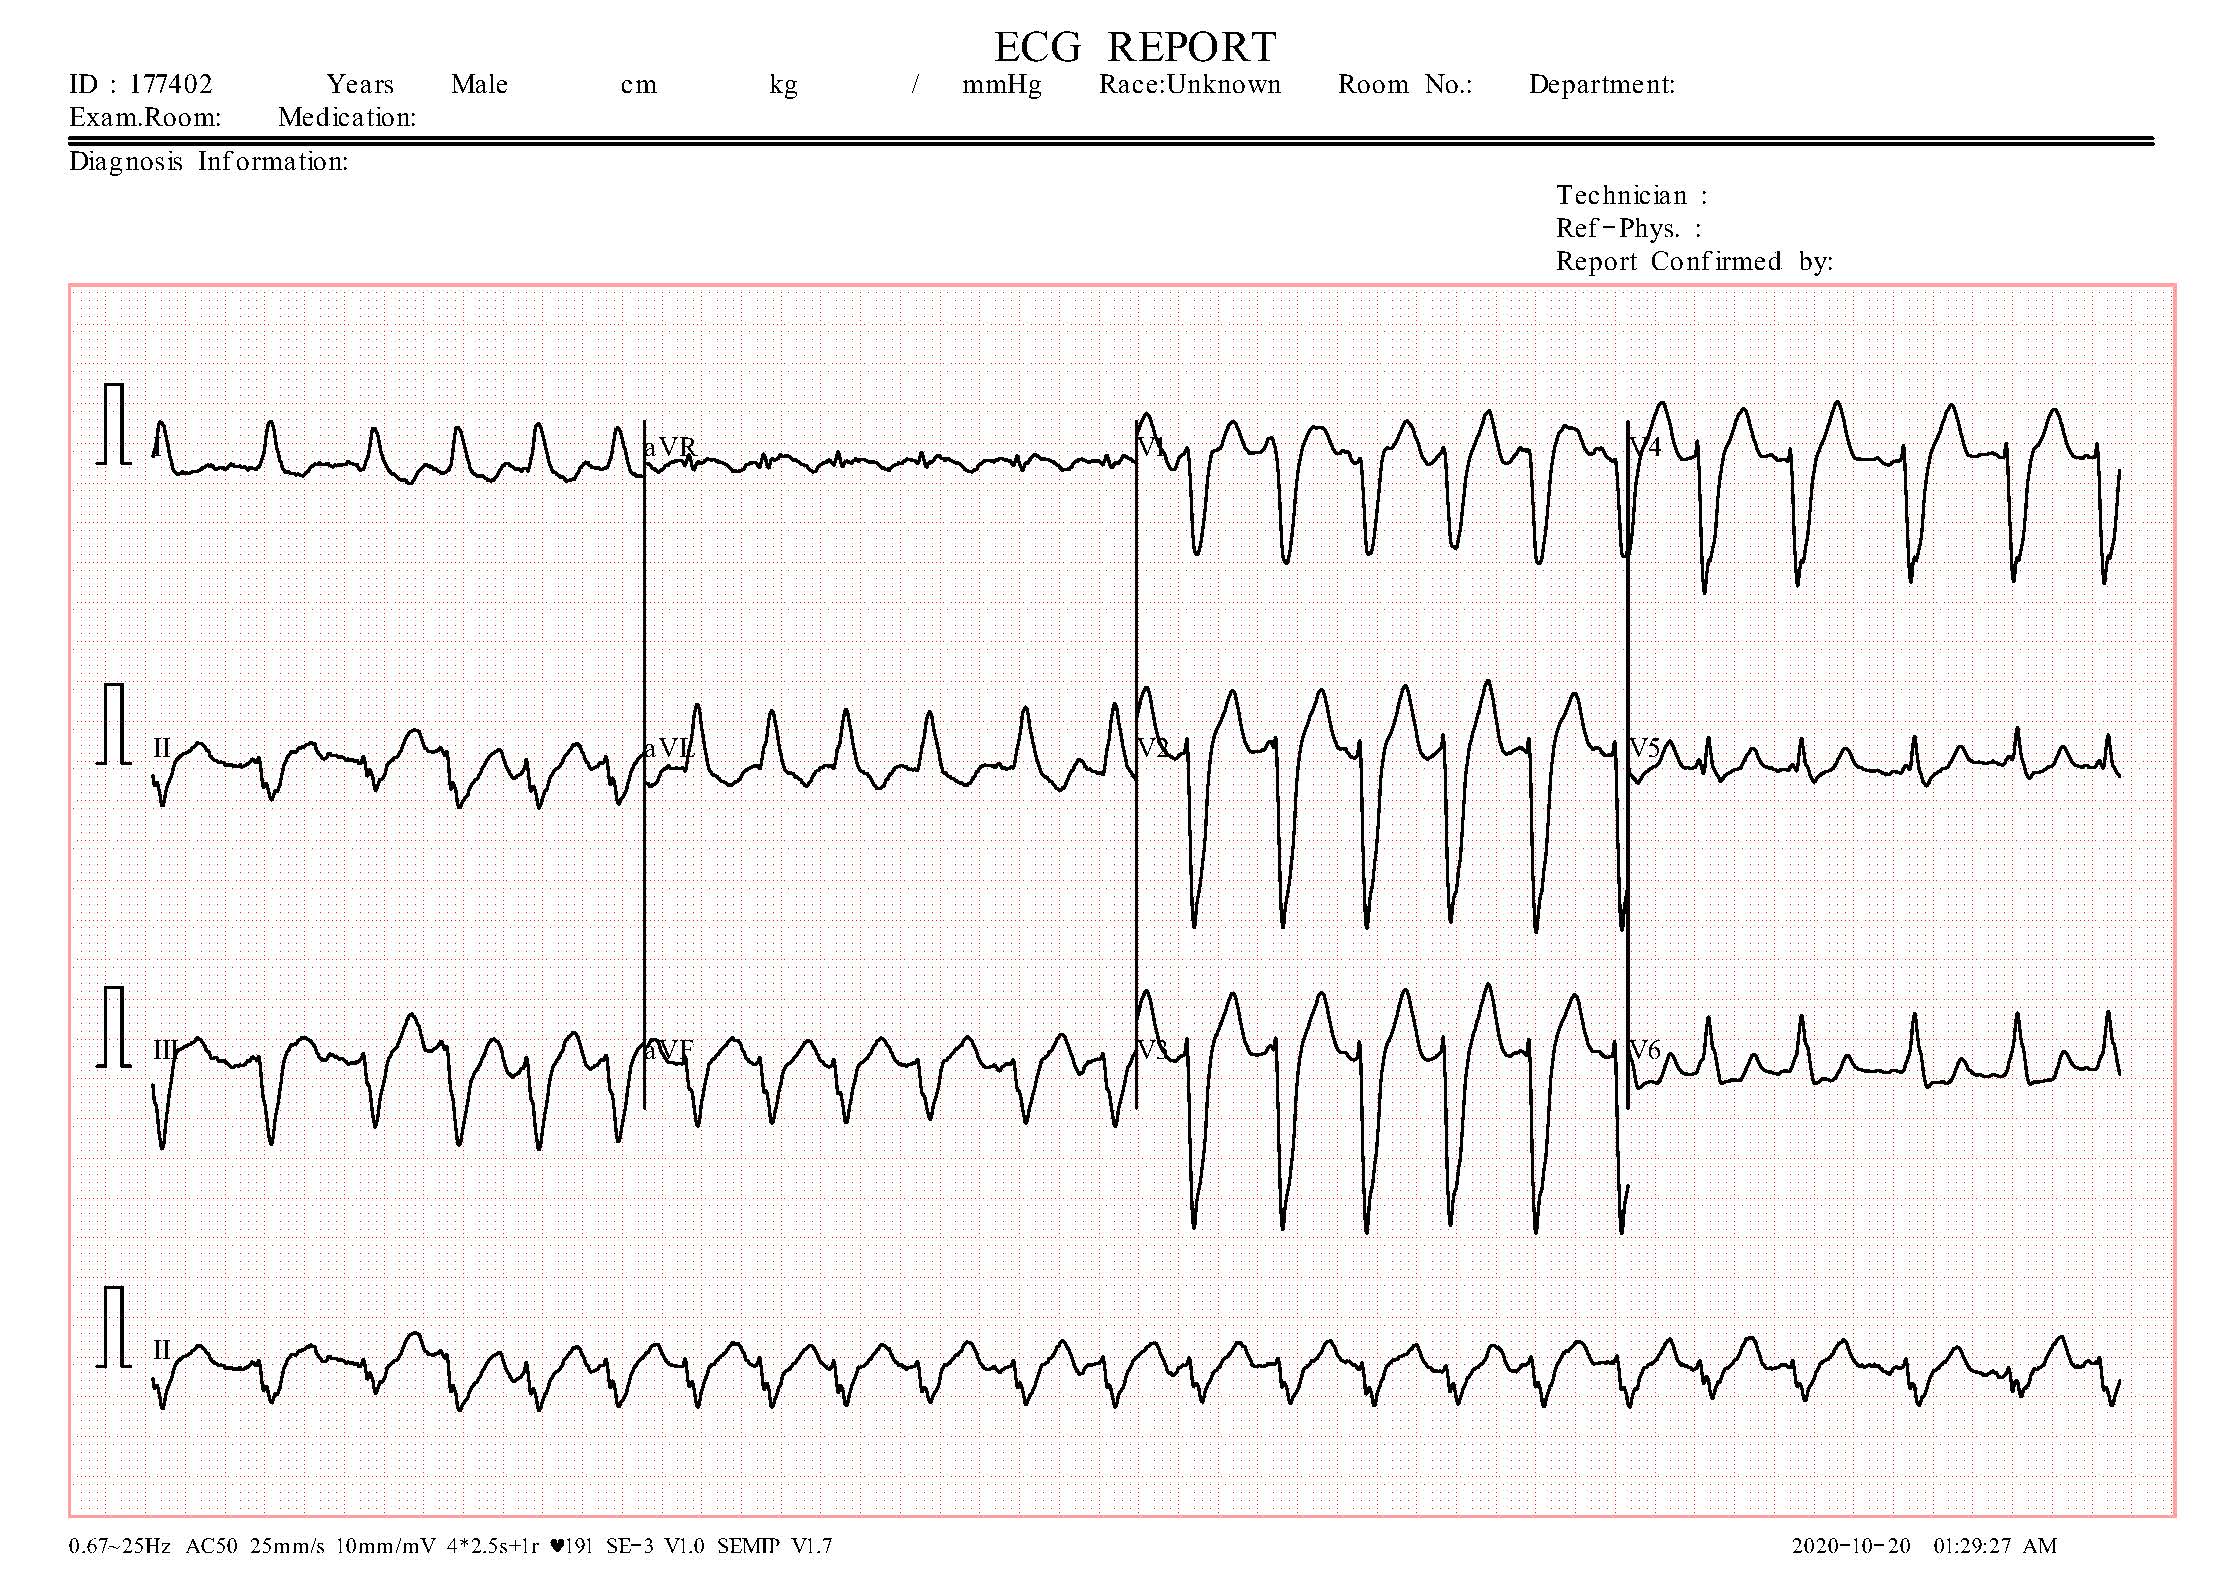 ECG REPORT
ID : 177402 Years Male cm kg / mmHg Race:Unknown Room No.: Department:
Exam.Room: Medication:
Diagnosis Information:
Technician :
Ref-Phys. :
Report Confirmed by:
I aVR V1 V4
II aVL V2 V5
III aVF V3 V6
II
0.67~25Hz AC50 25mm/s 10mm/mV 4*2.5s+1r ♥191 SE-3 V1.0 SEMIP V1.7 2020-10-20 01:29:27 AM